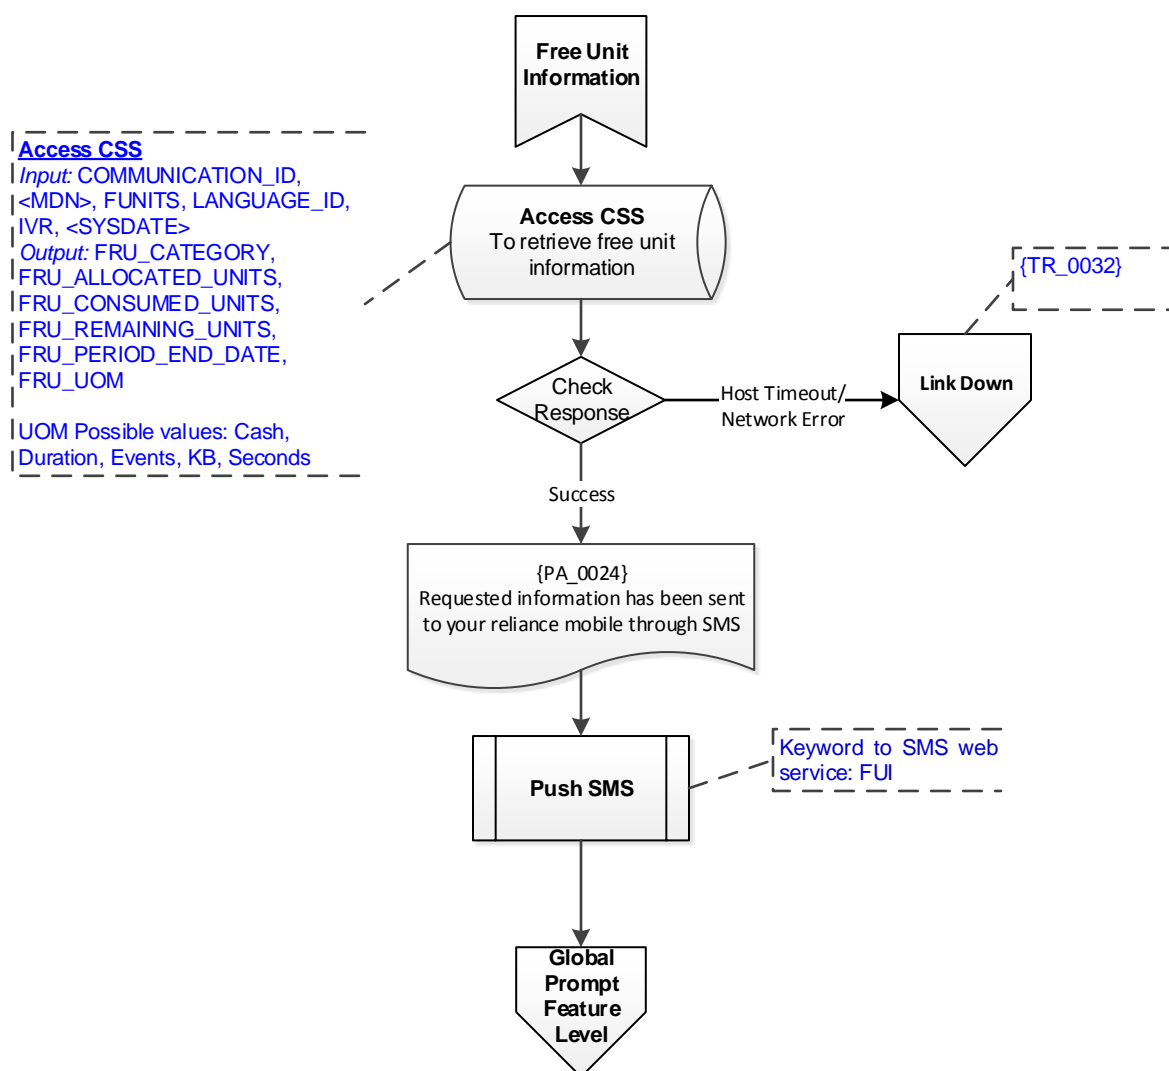 Free Unit
Information
Access CSS
Input: COMMUNICATION_ID,
<MDN>, FUNITS, LANGUAGE_ID,
IVR, <SYSDATE>
Output: FRU_CATEGORY,
FRU_ALLOCATED_UNITS,
FRU_CONSUMED_UNITS,
FRU_REMAINING_UNITS,
FRU_PERIOD_END_DATE,
FRU_UOM
UOM Possible values: Cash,
Duration, Events, KB, Seconds
Access CSS
To retrieve free unit
information
{TR_0032}
Check
Response
Host Timeout/
Network Error
Link Down
Success
{PA_0024}
Requested information has been sent
to your reliance mobile through SMS
Push SMS
Keyword to SMS web
service: FUI
Global
Prompt
Feature
Level